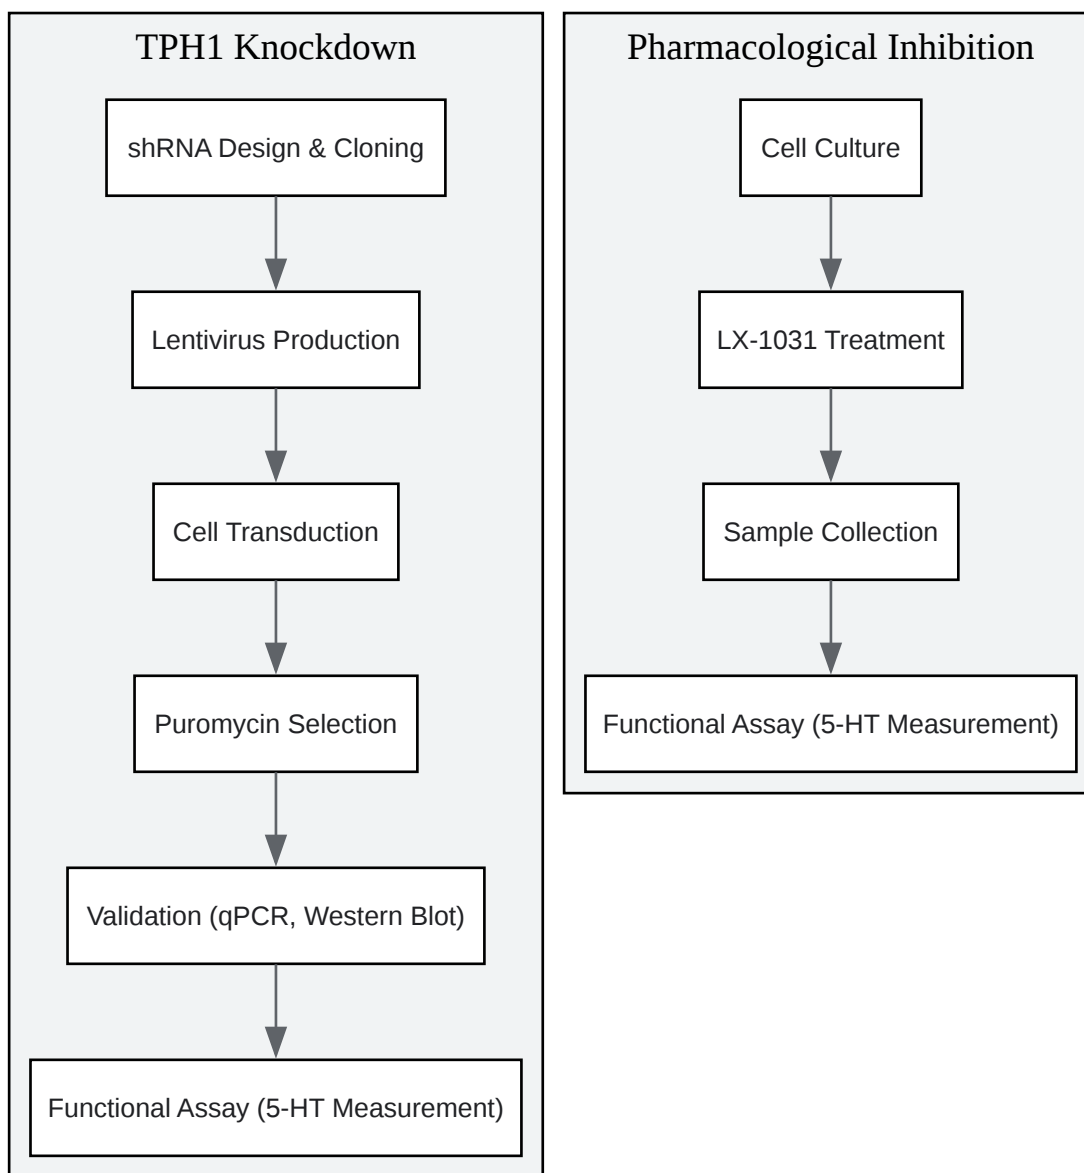 TPH1 Knockdown
shRNA Design & Cloning
Lentivirus Production
Cell Transduction
Puromycin Selection
Validation (qPCR, Western Blot)
Functional Assay (5-HT Measurement)
Pharmacological Inhibition
Cell Culture
LX-1031 Treatment
Sample Collection
Functional Assay (5-HT Measurement)